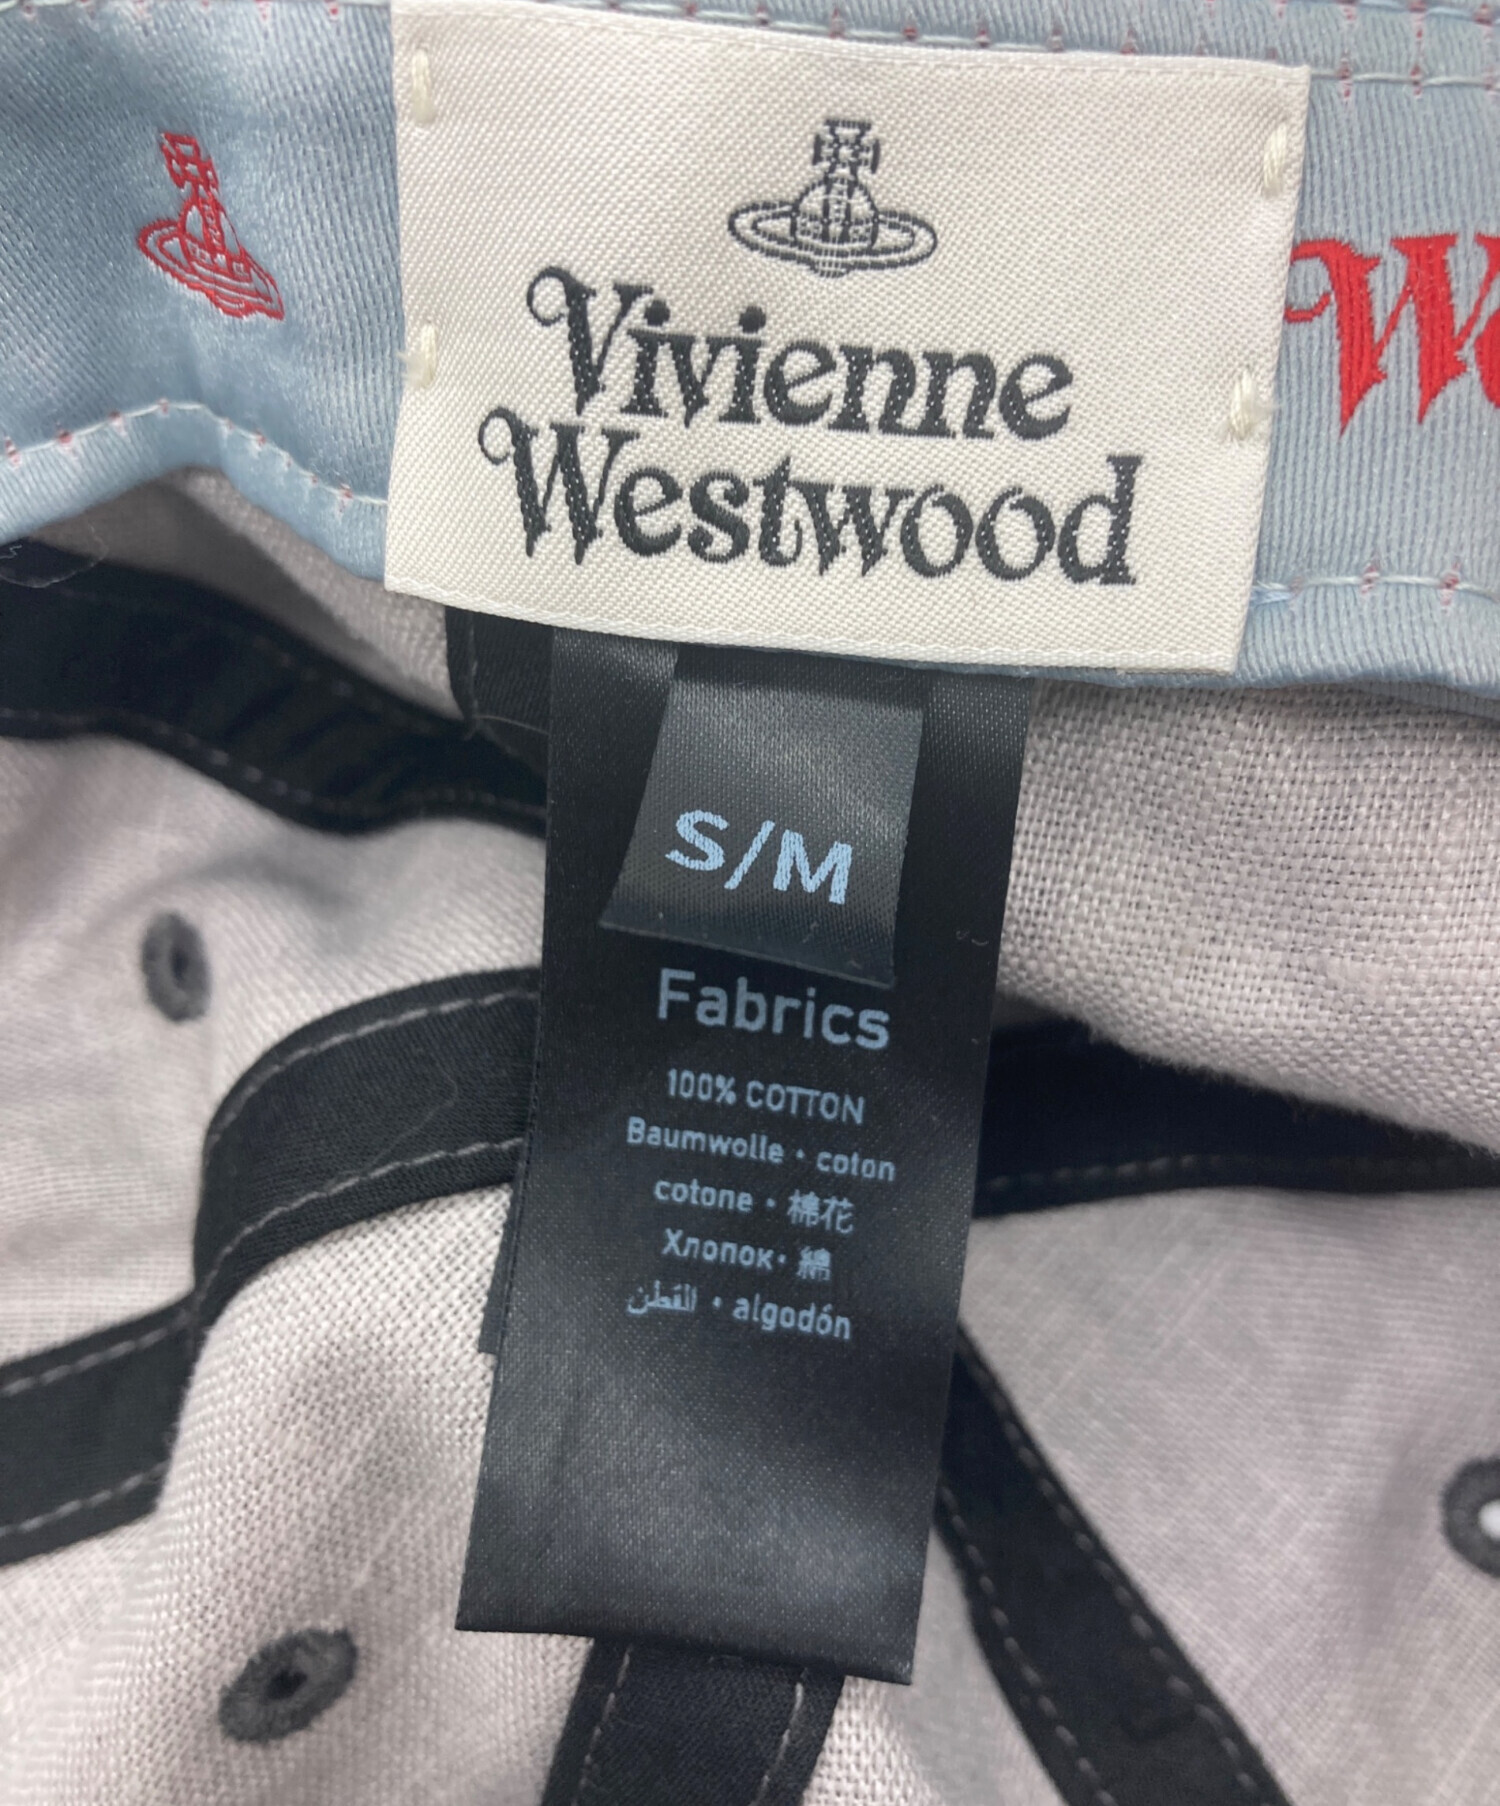 Vivienne
Westwood
S/M
Fabrics
100% COTTON
Baumwolle · coton
cotone · 棉花
Хлопок · 綿
القطن · algodón